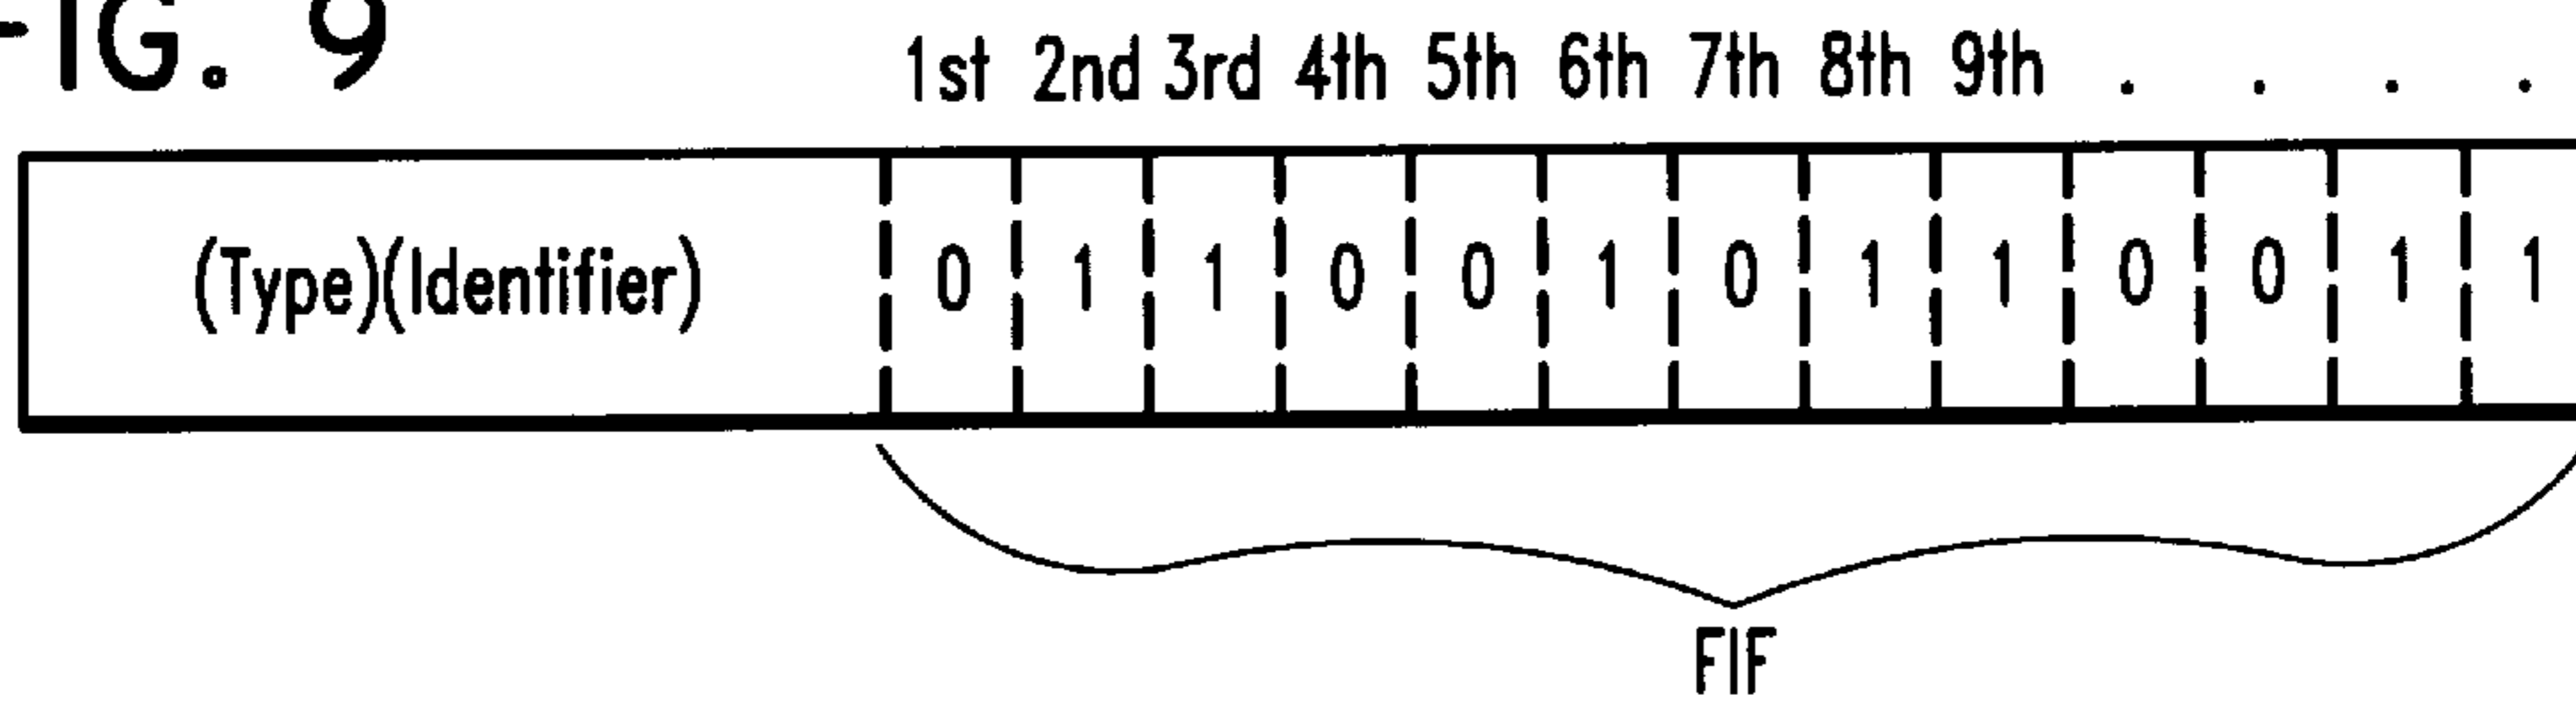 FIG. 9
1st 2nd 3rd 4th 5th 6th 7th 8th 9th . . . .
(Type)(Identifier) 0 1 1 0 0 1 0 1 1 0 0 1 1
FIF